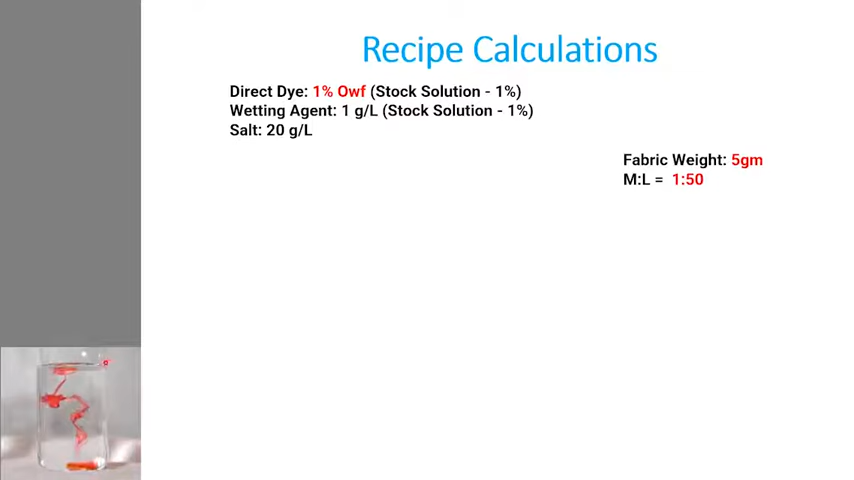 Recipe Calculations
Direct Dye: 1% Owf (Stock Solution - 1%)
Wetting Agent: 1 g/L (Stock Solution - 1%)
Salt: 20 g/L
Fabric Weight: 5gm
M:L = 1:50